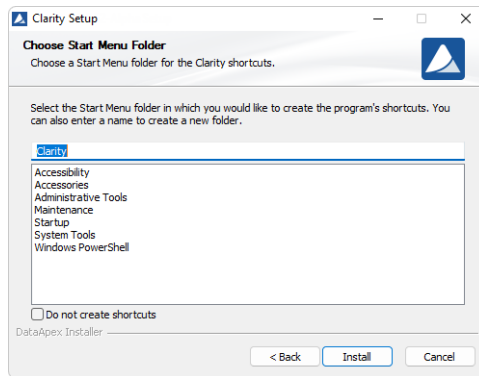 Clarity Setup
Choose Start Menu Folder
Choose a Start Menu folder for the Clarity shortcuts.
Select the Start Menu folder in which you would like to create the program's shortcuts. You
can also enter a name to create a new folder.
Clarity
Accessibility
Accessories
Administrative Tools
Maintenance
Startup
System Tools
Windows PowerShell
Do not create shortcuts
DataApex Installer
< Back Install Cancel